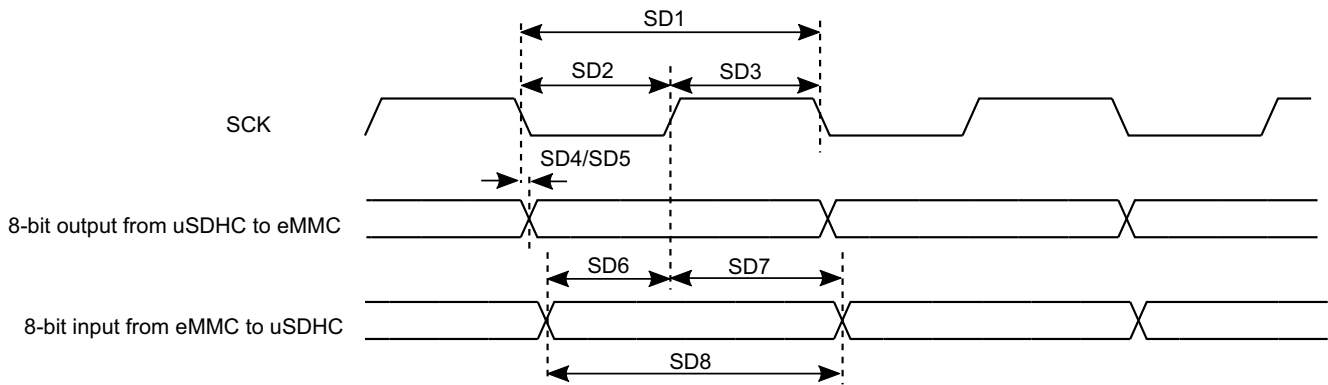 SD1
SD2
SD3
SCK
SD4/SD5
8-bit output from uSDHC to eMMC
SD6
SD7
8-bit input from eMMC to uSDHC
SD8